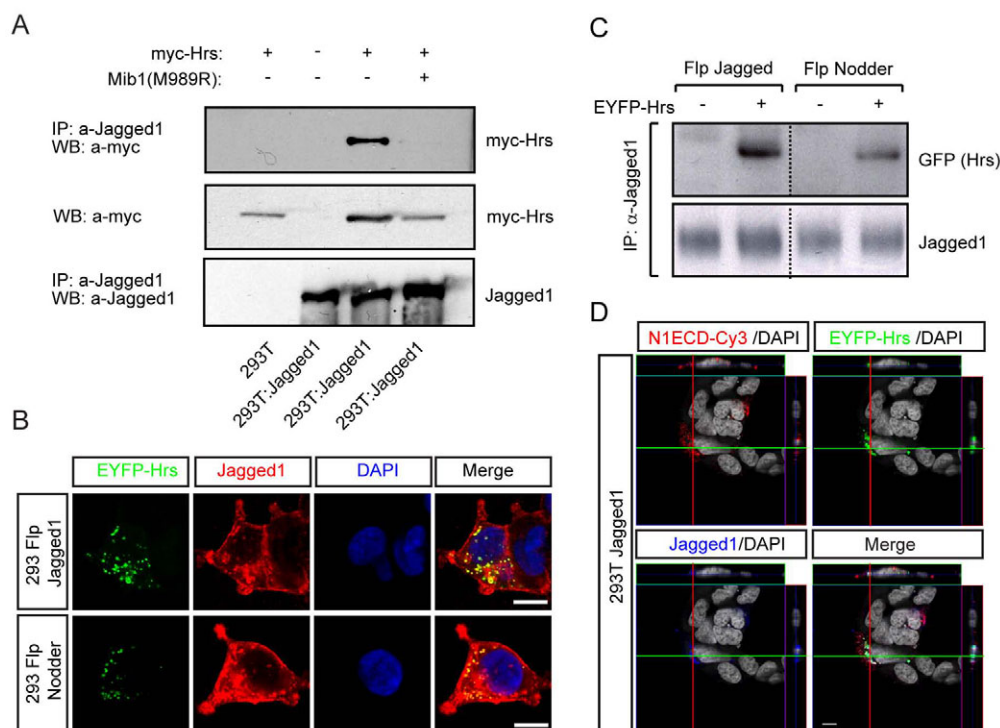 A
myc-Hrs: + - + +
Mib1(M989R): - - - +
IP: a-Jagged1
WB: a-myc
myc-Hrs
WB: a-myc
myc-Hrs
IP: a-Jagged1
WB: a-Jagged1
Jagged1
293T
293T:Jagged1
293T:Jagged1
293T:Jagged1
B
EYFP-Hrs
Jagged1
DAPI
Merge
293 Flp
Jagged1
293 Flp
Nodder
C
Flp Jagged
Flp Nodder
EYFP-Hrs - + - +
IP: α-Jagged1
GFP (Hrs)
Jagged1
D
N1ECD-Cy3 /DAPI
EYFP-Hrs /DAPI
293T Jagged1
Jagged1/DAPI
Merge